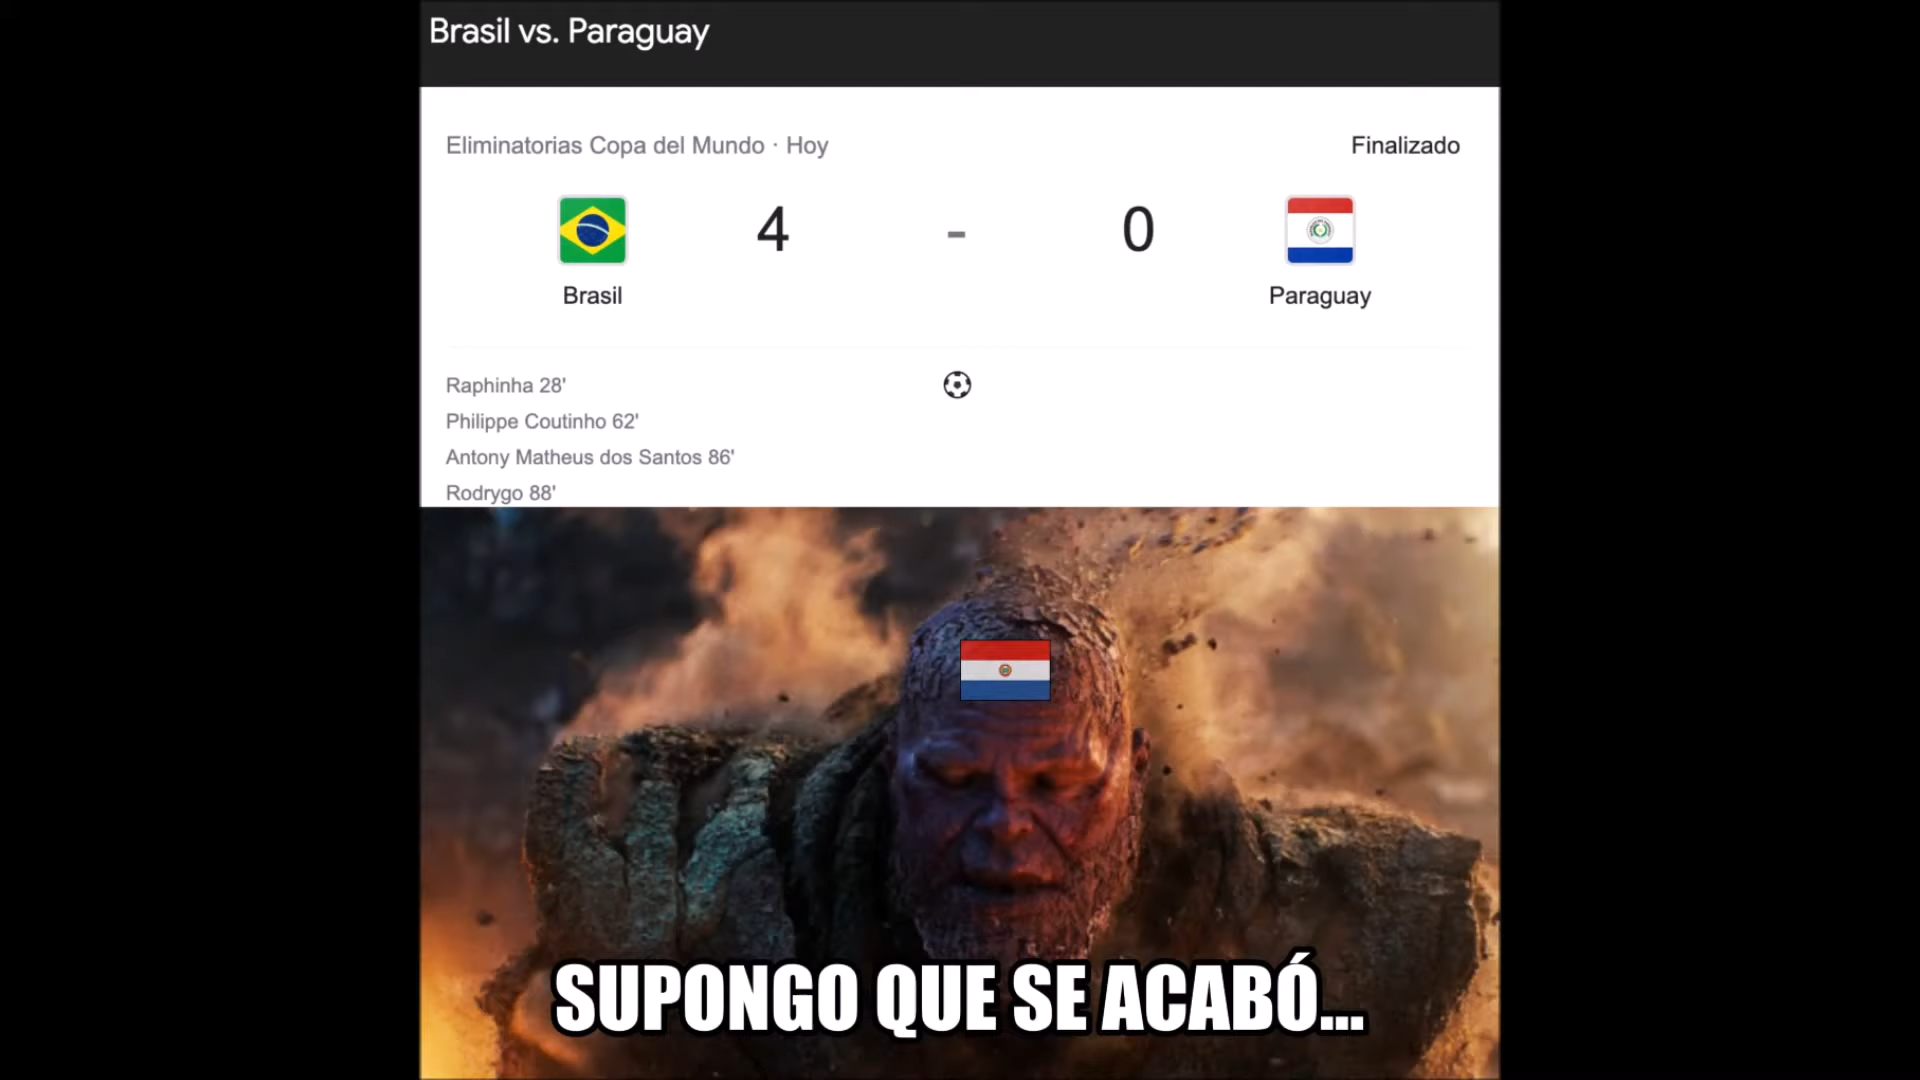 Brasil vs. Paraguay
Eliminatorias Copa del Mundo · Hoy
Finalizado
4 - 0
Brasil
Paraguay
Raphinha 28'
Philippe Coutinho 62'
Antony Matheus dos Santos 86'
Rodrygo 88'
SUPONGO QUE SE ACABÓ...